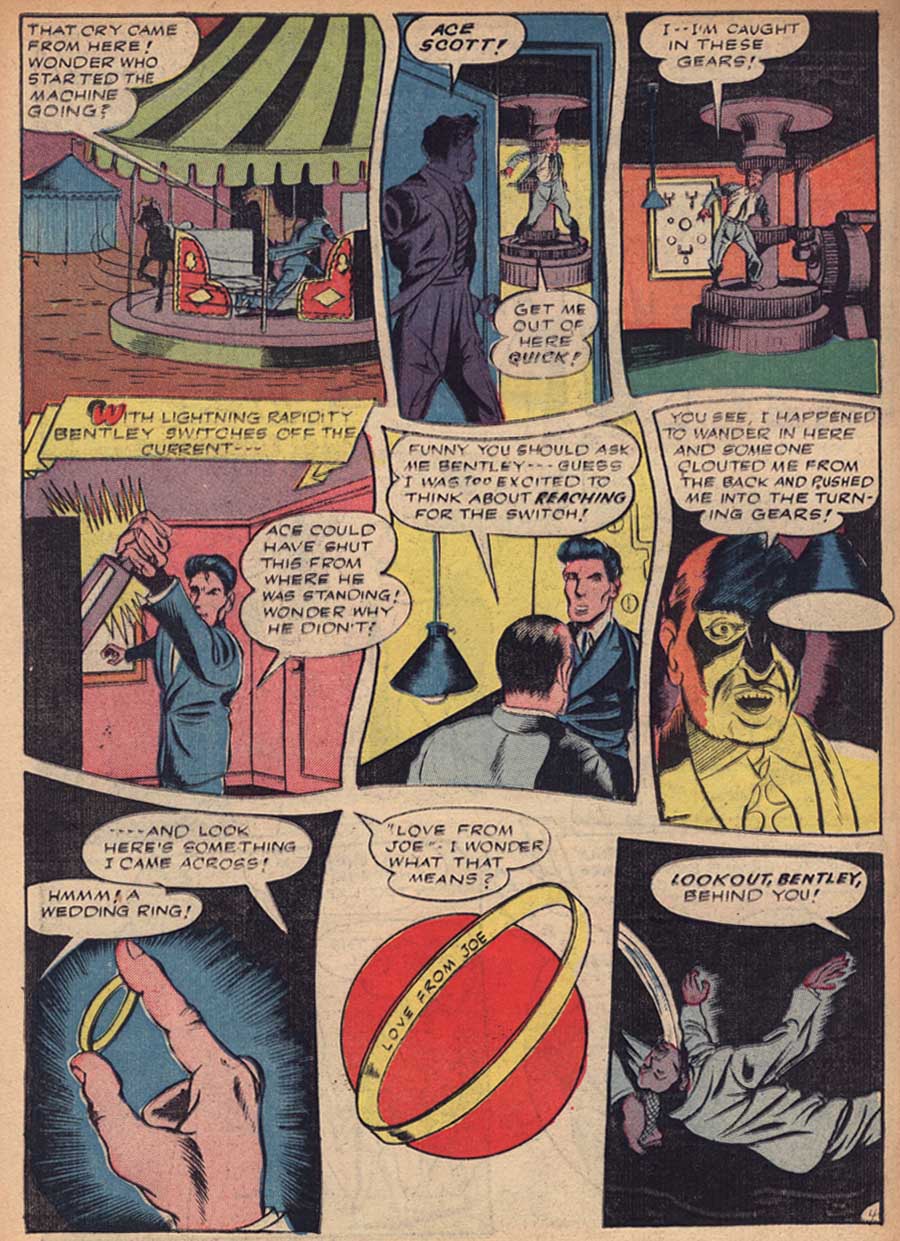 THAT CRY CAME
FROM HERE!
WONDER WHO
STARTED THE
MACHINE
GOING?
ACE
SCOTT!
GET ME
OUT OF
HERE
QUICK!
I--I'M CAUGHT
IN THESE
GEARS!
WITH LIGHTNING RAPIDITY
BENTLEY SWITCHES OFF THE
CURRENT---
ACE COULD
HAVE SHUT
THIS FROM
WHERE HE
WAS STANDING!
WONDER WHY
HE DIDN'T?
FUNNY YOU SHOULD ASK
ME BENTLEY--- GUESS
I WAS TOO EXCITED TO
THINK ABOUT REACHING
FOR THE SWITCH!
YOU SEE, I HAPPENED
TO WANDER IN HERE
AND SOMEONE
CLOUTED ME FROM
THE BACK AND PUSHED
ME INTO THE TURN-
ING GEARS!
----AND LOOK
HERE'S SOMETHING
I CAME ACROSS!
HMMM! A
WEDDING RING!
"LOVE FROM
JOE"- I WONDER
WHAT THAT
MEANS?
LOVE FROM JOE
LOOKOUT, BENTLEY,
BEHIND YOU!
4